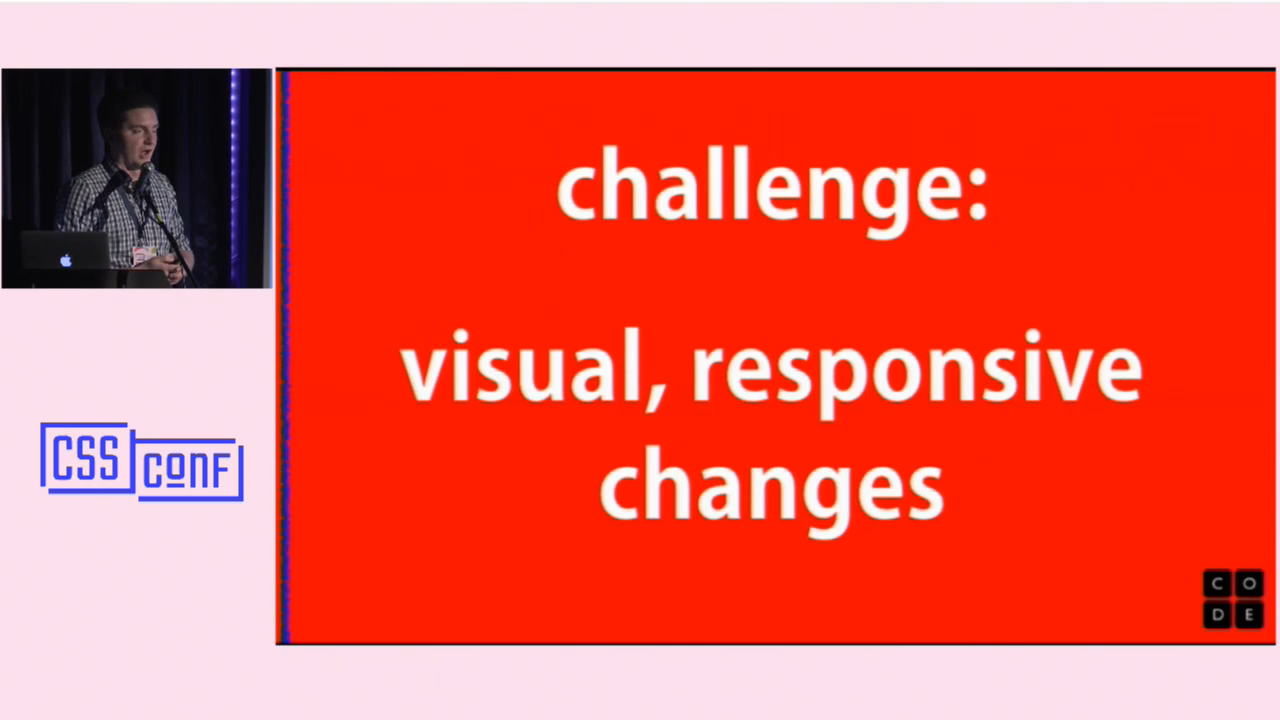 challenge:
visual, responsive
changes
CSS
CONF
C O
D E